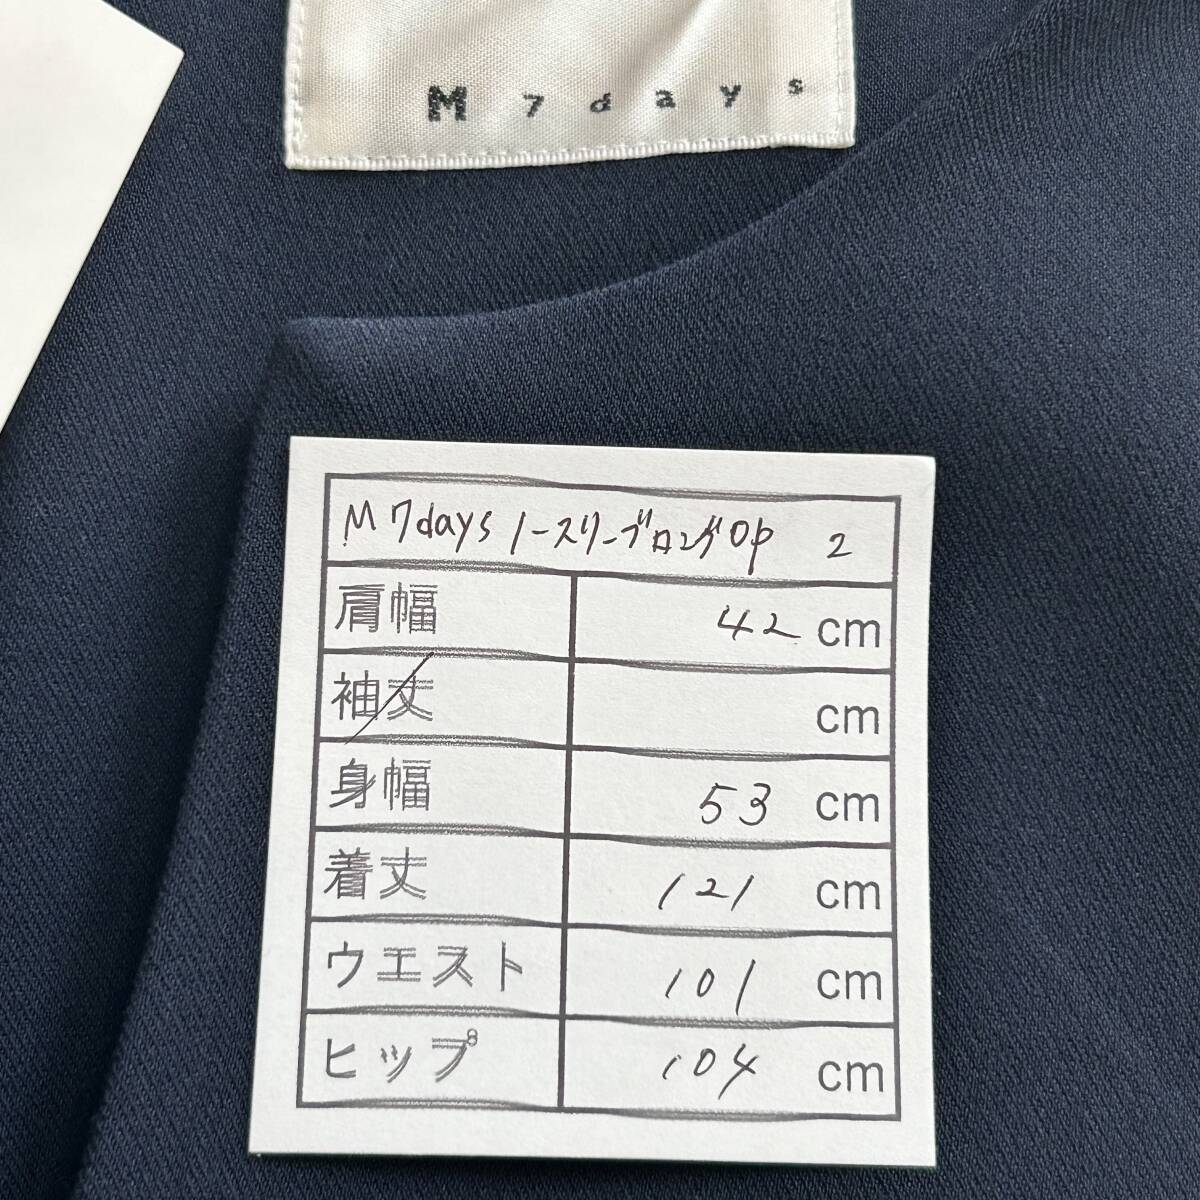 M 7days
M7days ノースリーブロングOP 2
肩幅 42 cm
袖丈 cm
身幅 53 cm
着丈 121 cm
ウエスト 101 cm
ヒップ 104 cm